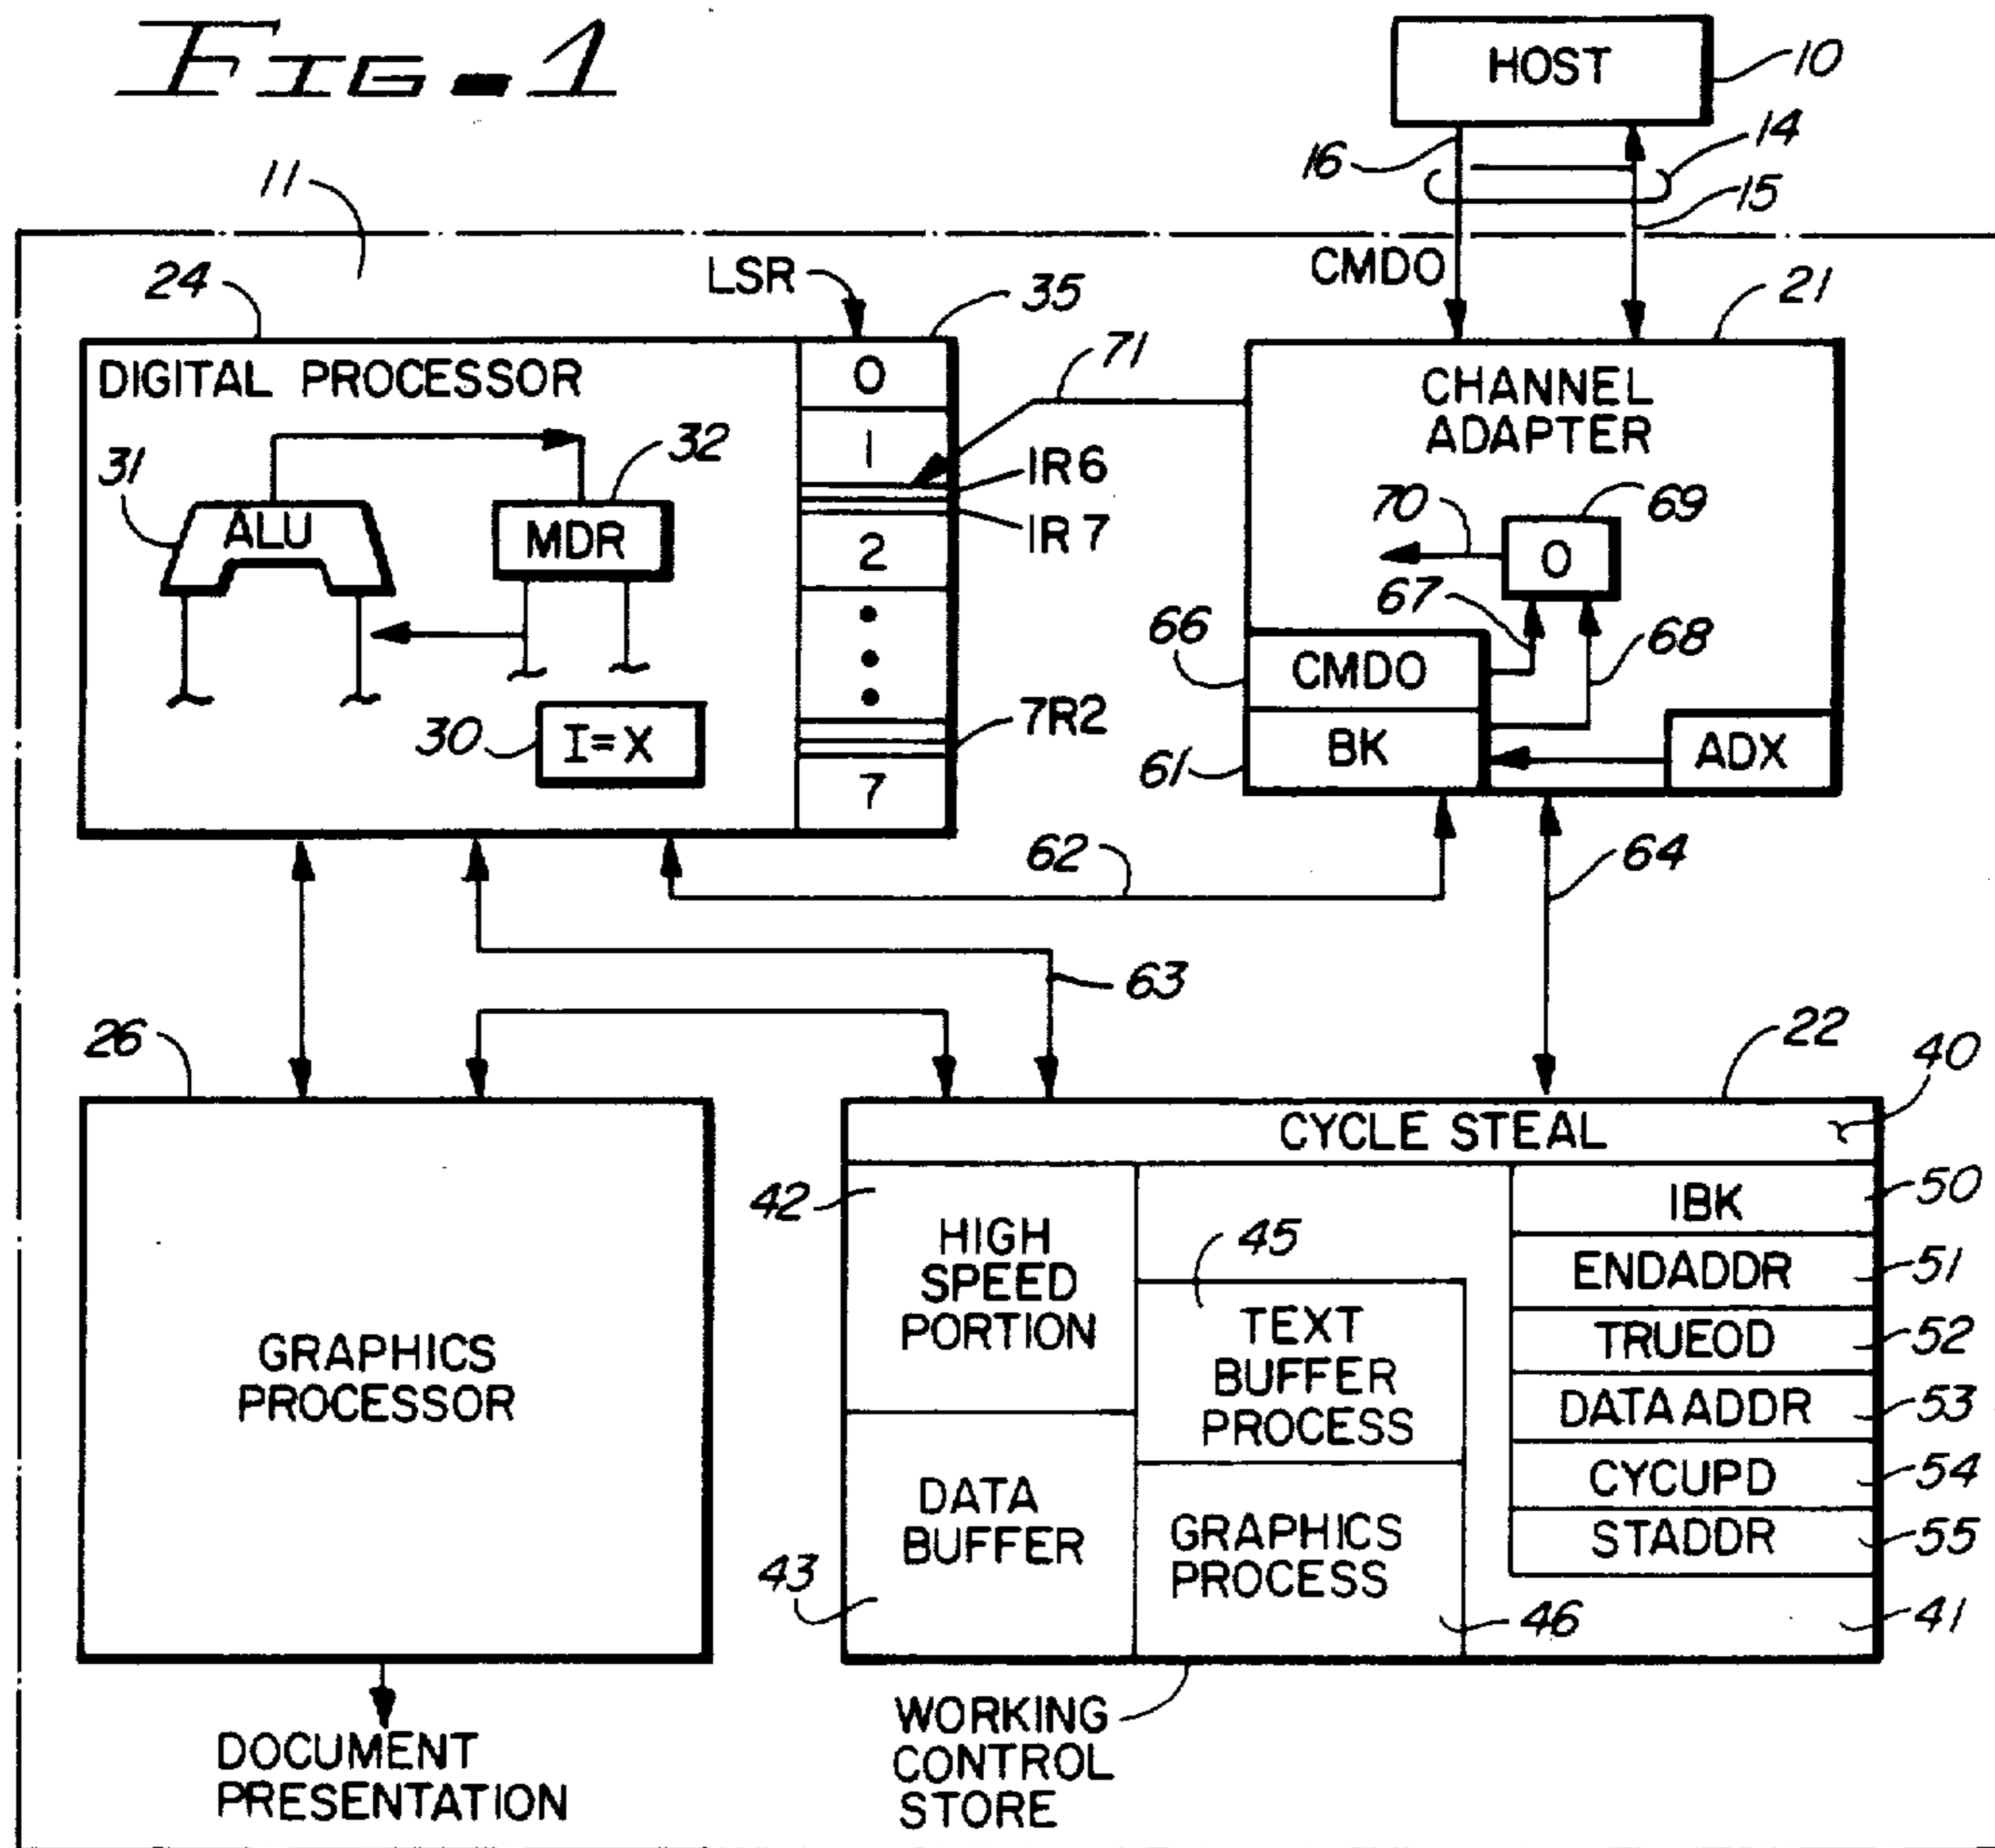 FIG-1
HOST
10
16
14
15
11
CMDO
24
LSR
35
21
DIGITAL PROCESSOR
0
71
CHANNEL
ADAPTER
31
32
1
IR6
IR7
ALU
MDR
2
70
69
O
67
66
CMDO
68
30
I=X
7R2
61
BK
ADX
7
62
64
63
26
22
40
CYCLE STEAL
42
HIGH
SPEED
PORTION
45
TEXT
BUFFER
PROCESS
IBK
50
ENDADDR
51
TRUEOD
52
DATA ADDR
53
CYCUPD
54
STADDR
55
GRAPHICS
PROCESSOR
DATA
BUFFER
43
GRAPHICS
PROCESS
46
41
DOCUMENT
PRESENTATION
WORKING
CONTROL
STORE